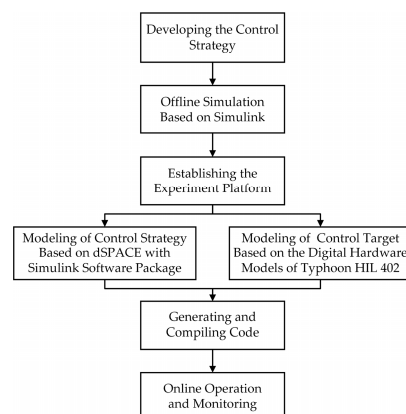 Developing the Control
Strategy
Offline Simulation
Based on Simulink
Establishing the
Experiment Platform
Modeling of Control Strategy
Based on dSPACE with
Simulink Software Package
Modeling of Control Target
Based on the Digital Hardware
Models of Typhoon HIL 402
Generating and
Compiling Code
Online Operation
and Monitoring